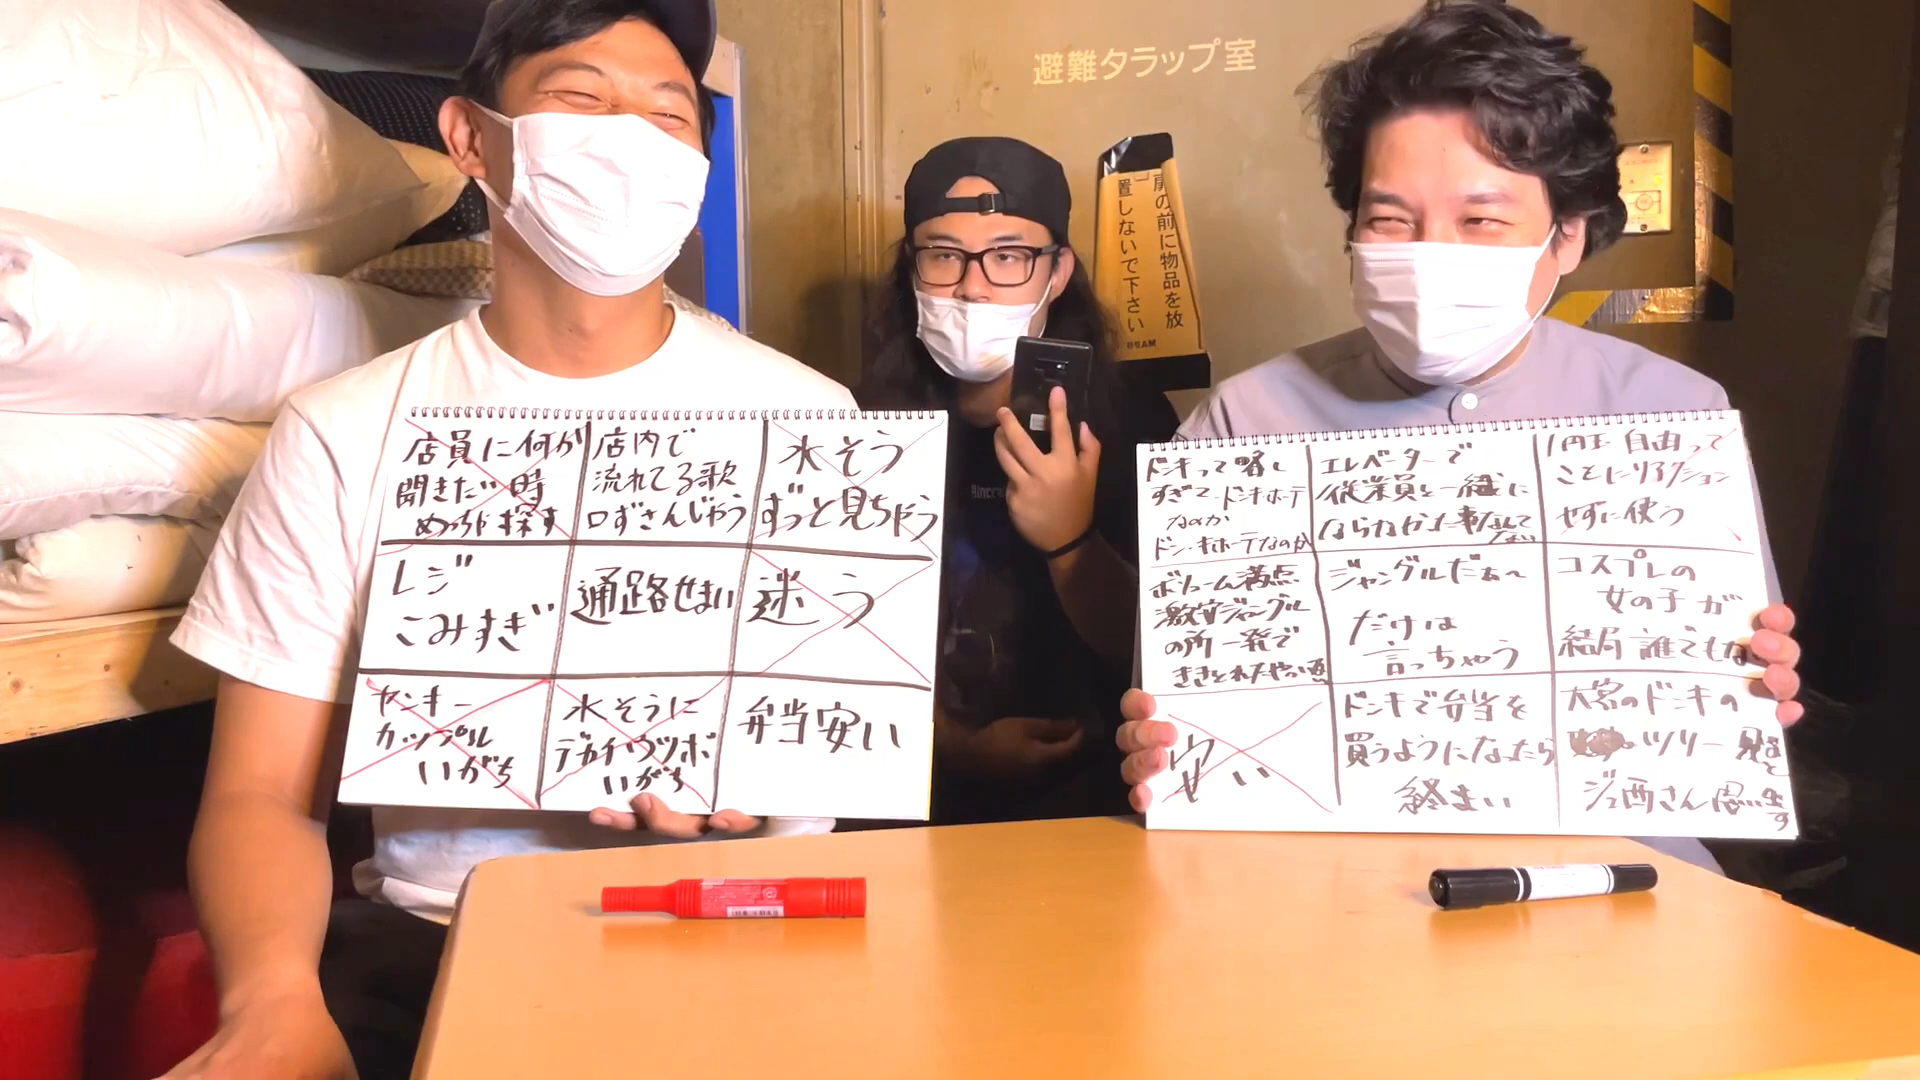 避難タラップ室
扉の前に物品を放
置しないで下さい
店員に何か
聞きたい時
めっちゃ探す
店内で
流れてる歌
口ずさんじゃう
水そう
ずっと見ちゃう
レジ
こみすぎ
通路せまい
迷う
ヤンキー
カップル
いがち
水そうに
デカチウツボ
いがち
弁当安い
ドキって略し
すぎて ドンキホーテ
なのか
ドン・キホーテなのか
エレベーターで
従業員と一緒に
ならなかった事なんて
ない
1円玉 自由って
ことにリアクション
せずに使う
ボリューム満点
激安ジャングル
の所 一発で
ききとれたやつ
ジャングルだぁ〜
だけは
言っちゃう
コスプレの
女の子が
結局 誰でもな
安い
ドンキで弁当を
買うようになったら
終まい
大宮のドンキの
ツリー 見ると
ジュ西さん思い出す